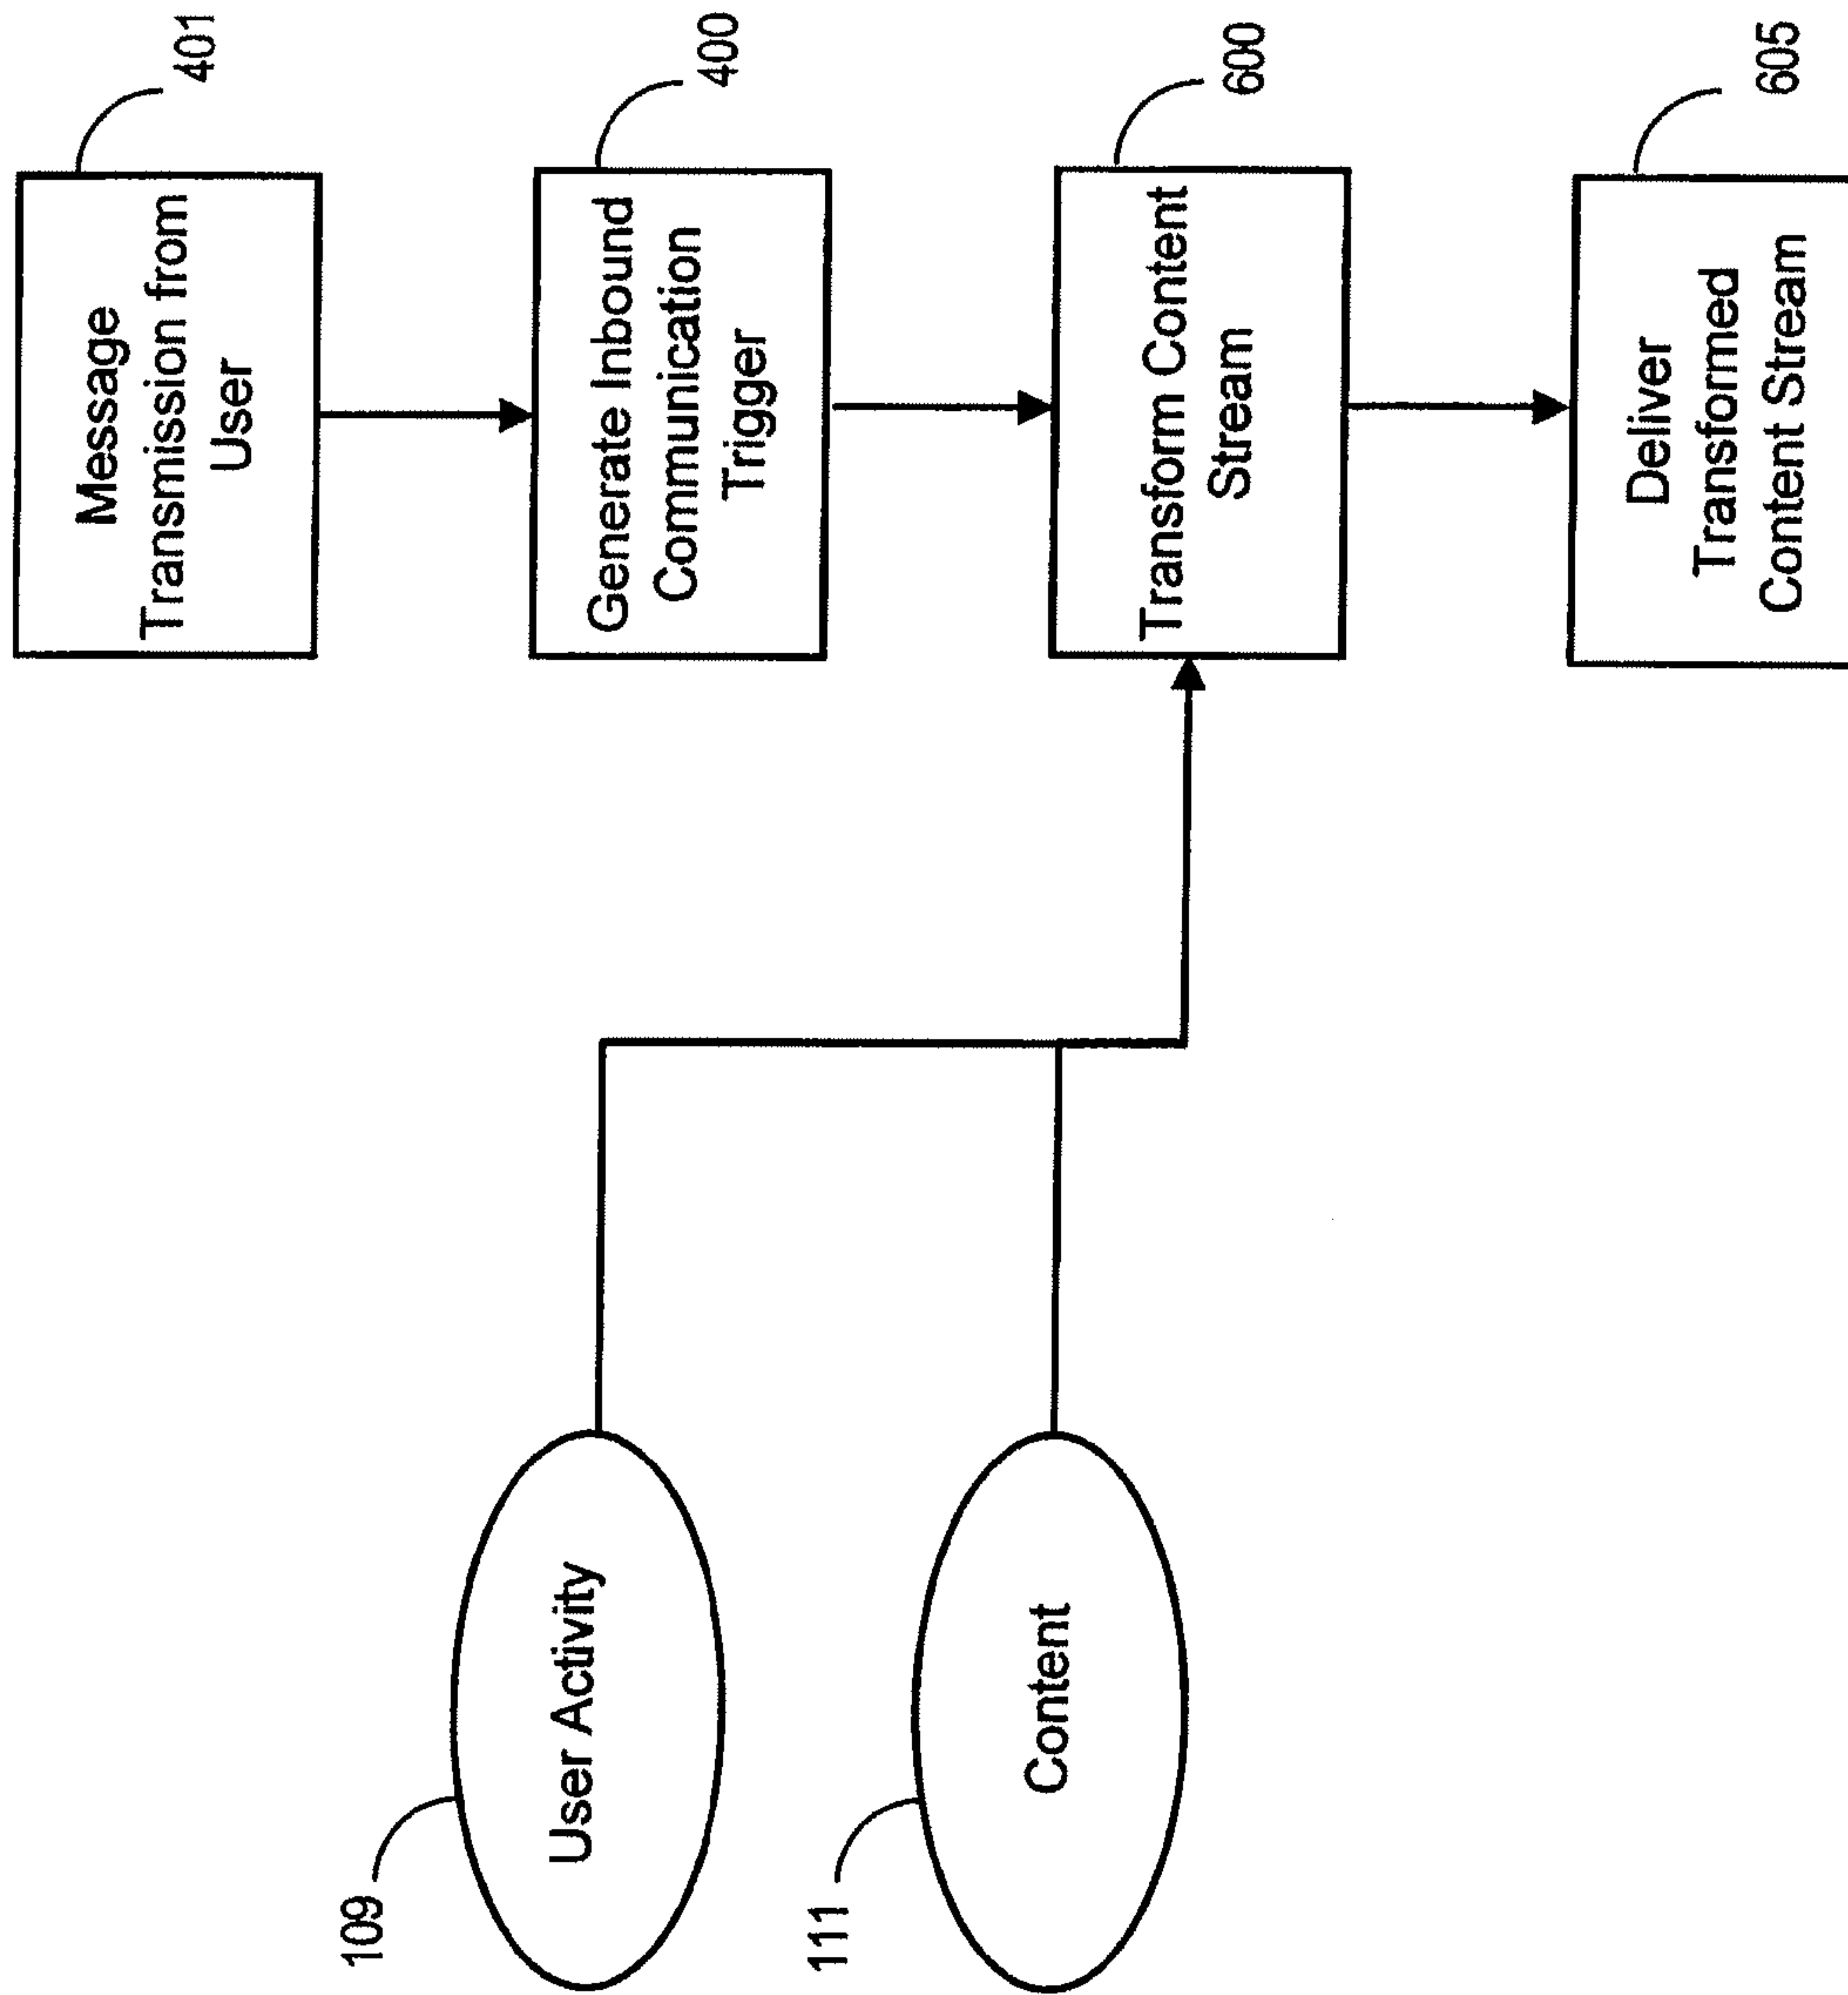 401
Message
Transmission from
User
400
Generate Inbound
Communication
Trigger
109
User Activity
111
Content
600
Transform Content
Stream
605
Deliver
Transformed
Content Stream